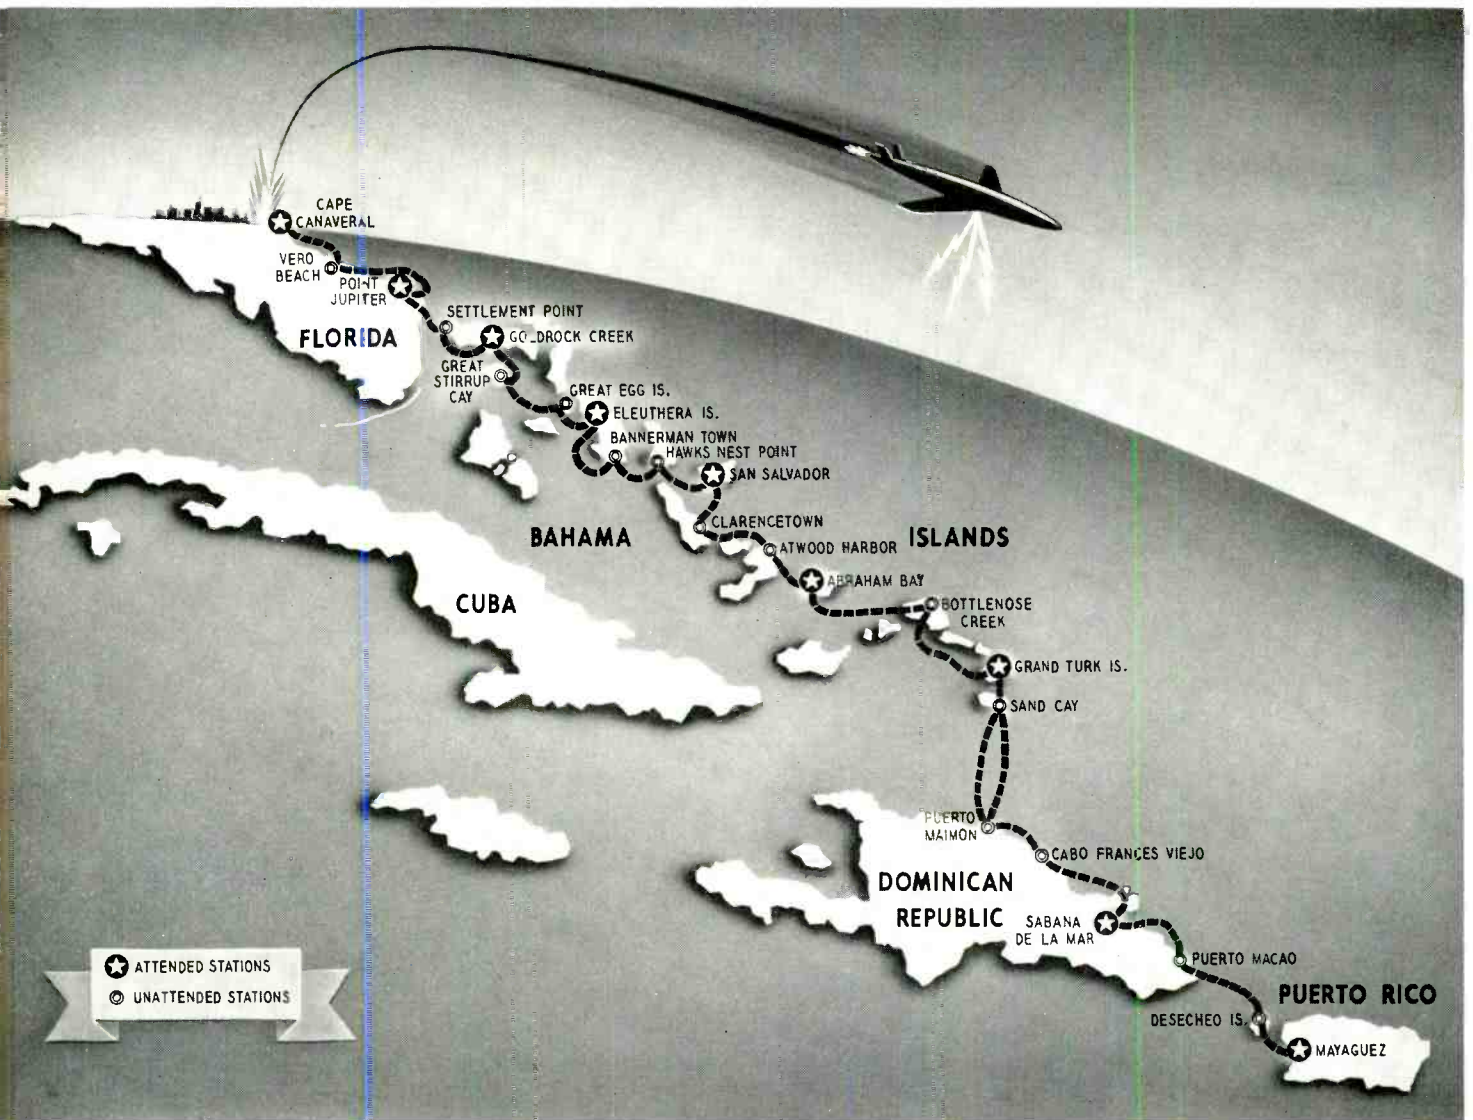 CAPE
CANAVERAL
VERO
BEACH
POINT
JUPITER
SETTLEMENT POINT
FLORIDA
GOLDROCK CREEK
GREAT
STIRRUP
CAY
GREAT EGG IS.
ELEUTHERA IS.
BANNERMAN TOWN
HAWKS NEST POINT
SAN SALVADOR
CLARENCETOWN
BAHAMA ISLANDS
ATWOOD HARBOR
ABRAHAM BAY
CUBA
BOTTLENOSE
CREEK
GRAND TURK IS.
SAND CAY
PUERTO
MAIMON
CABO FRANCES VIEJO
DOMINICAN
REPUBLIC
SABANA
DE LA MAR
PUERTO MACAO
PUERTO RICO
DESECHEO IS.
MAYAGUEZ
ATTENDED STATIONS
UNATTENDED STATIONS